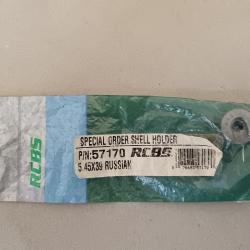 RCBS
SPECIAL ORDER SHELL HOLDER
P/N:57170 RCBS
5.45X39 RUSSIAN